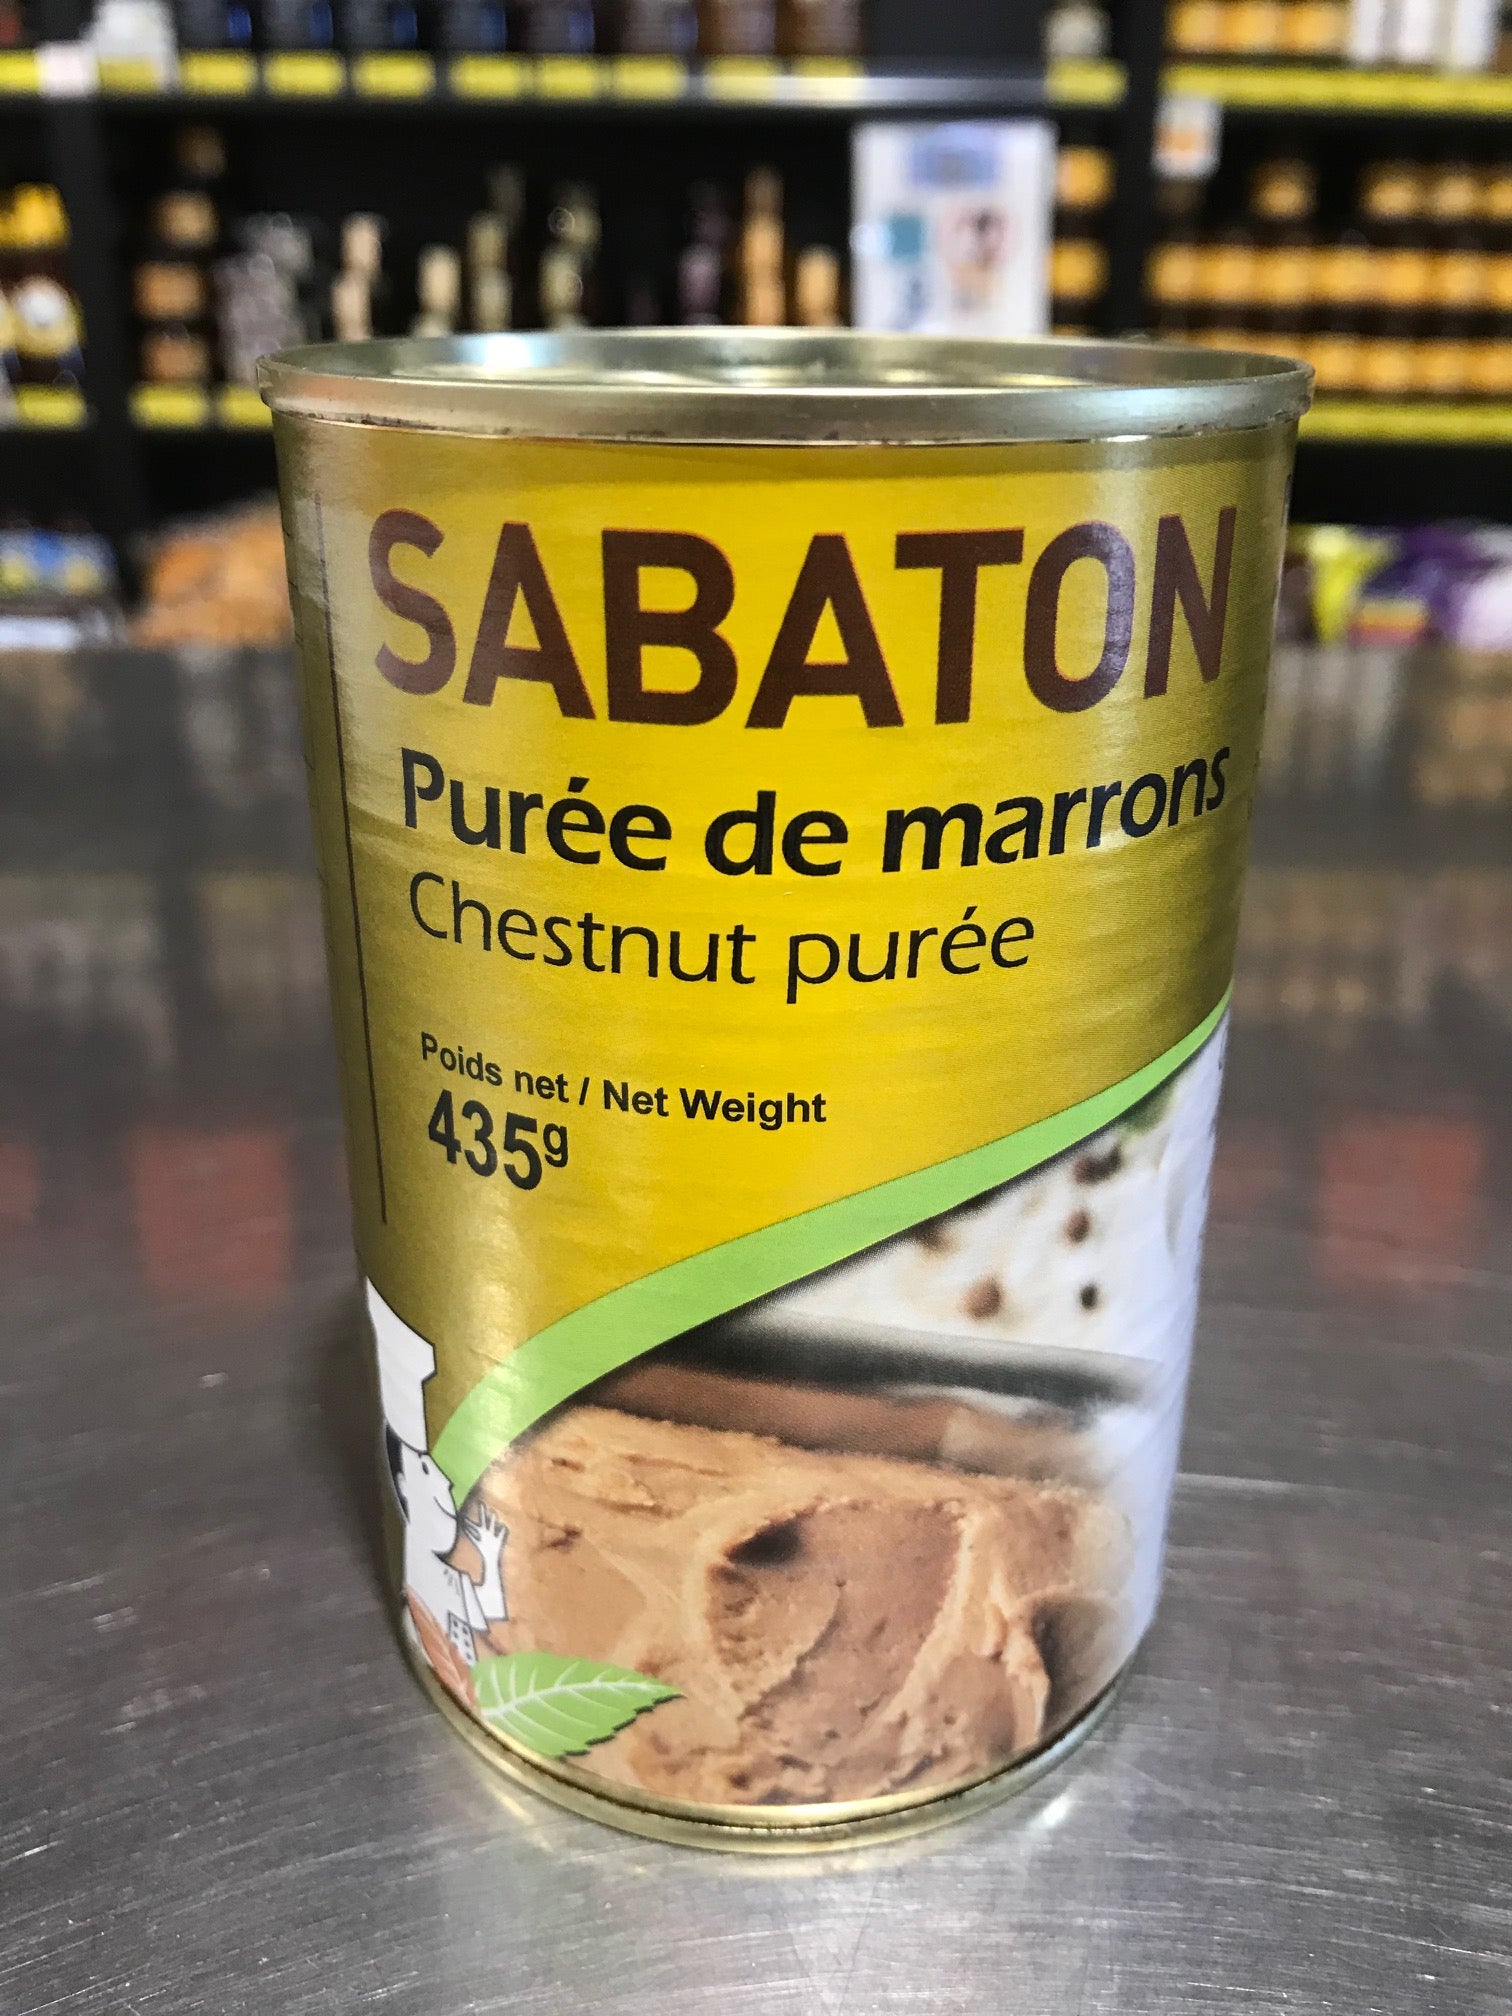 SABATON
Purée de marrons
Chestnut purée
Poids net / Net Weight
435g